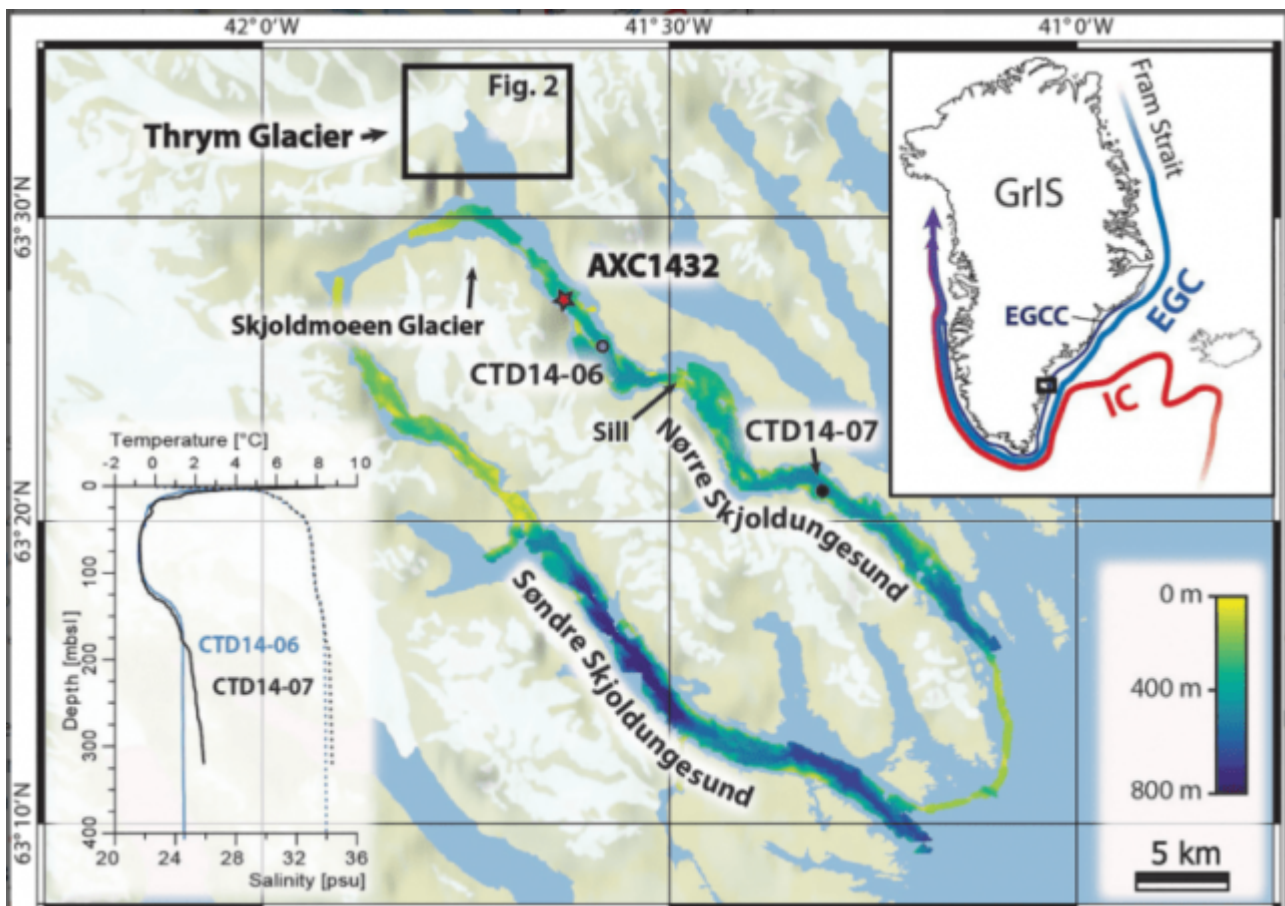 42°0'W
41°30'W
41°0'W
63°30'N
63°20'N
63°10'N
Fig. 2
Thrym Glacier
AXC1432
Skjoldmoeen Glacier
CTD14-06
Sill
CTD14-07
Nørre Skjoldungesund
Søndre Skjoldungesund
Fram Strait
GrIS
EGCC
EGC
IC
Temperature [°C]
-2 0 2 4 6 8 10
0
100
200
300
400
Depth [mbsl]
CTD14-06
CTD14-07
20 24 28 32 36
Salinity [psu]
0 m
400 m
800 m
5 km